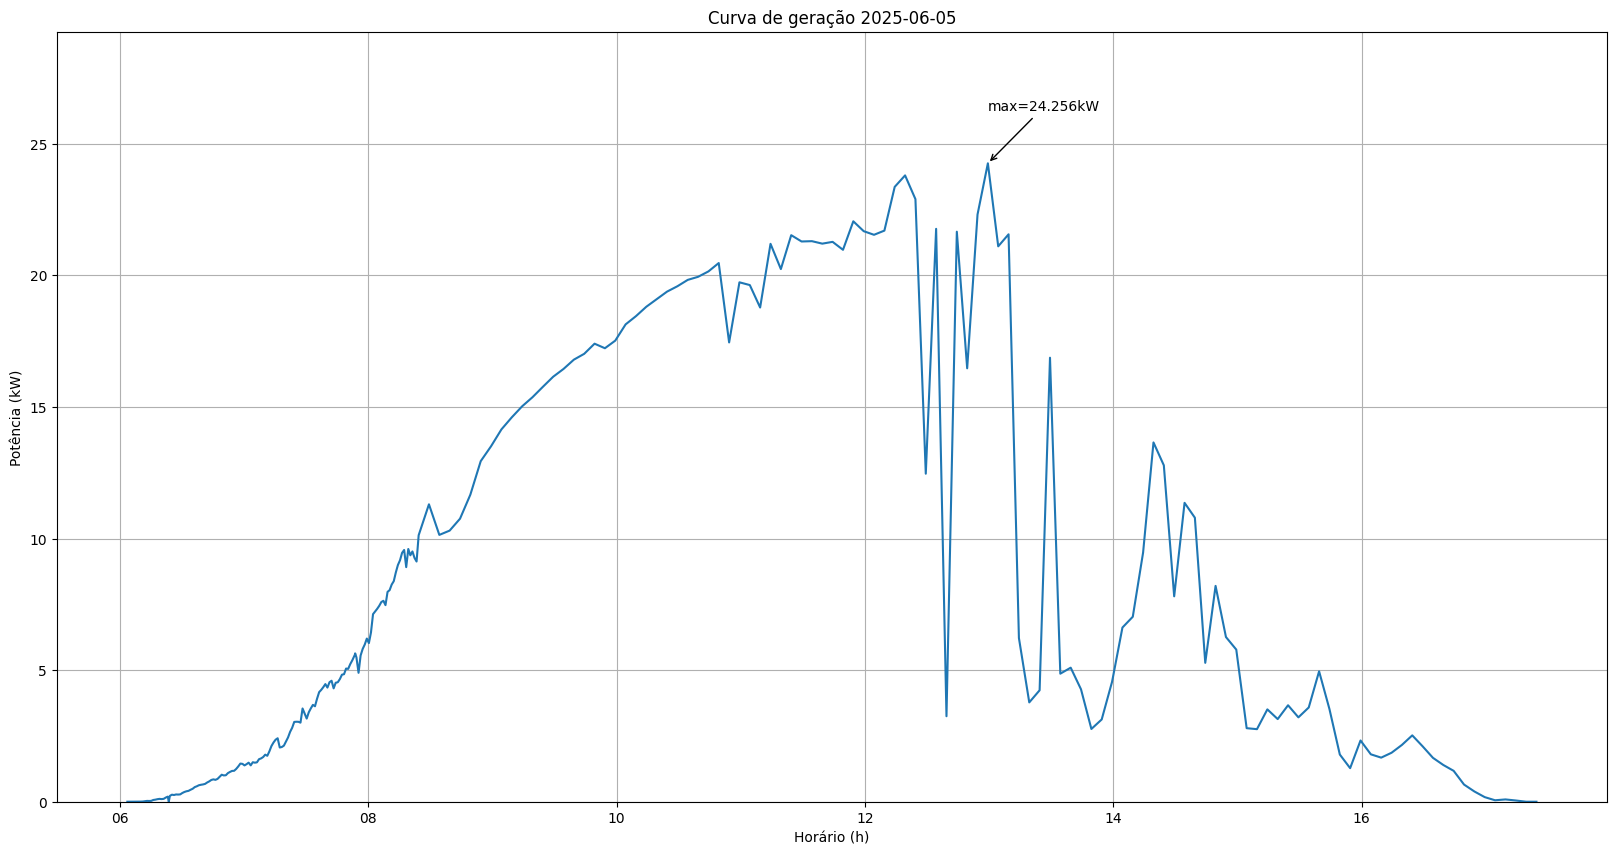 Curva de geração 2025-06-05
max=24.256kW
25
20
15
10
5
0
Potência (kW)
06 08 10 12 14 16
Horário (h)